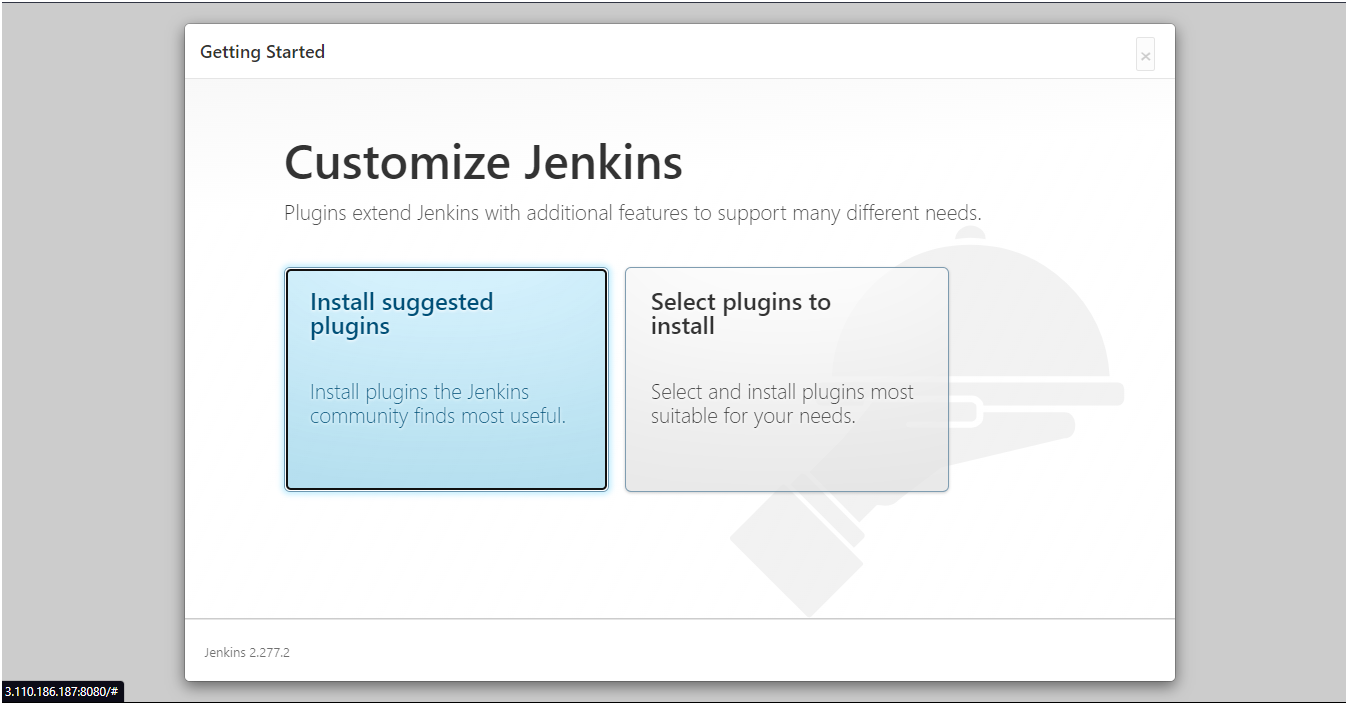 Getting Started
×
Customize Jenkins
Plugins extend Jenkins with additional features to support many different needs.
Install suggested
plugins
Install plugins the Jenkins
community finds most useful.
Select plugins to
install
Select and install plugins most
suitable for your needs.
Jenkins 2.277.2
3.110.186.187:8080/#